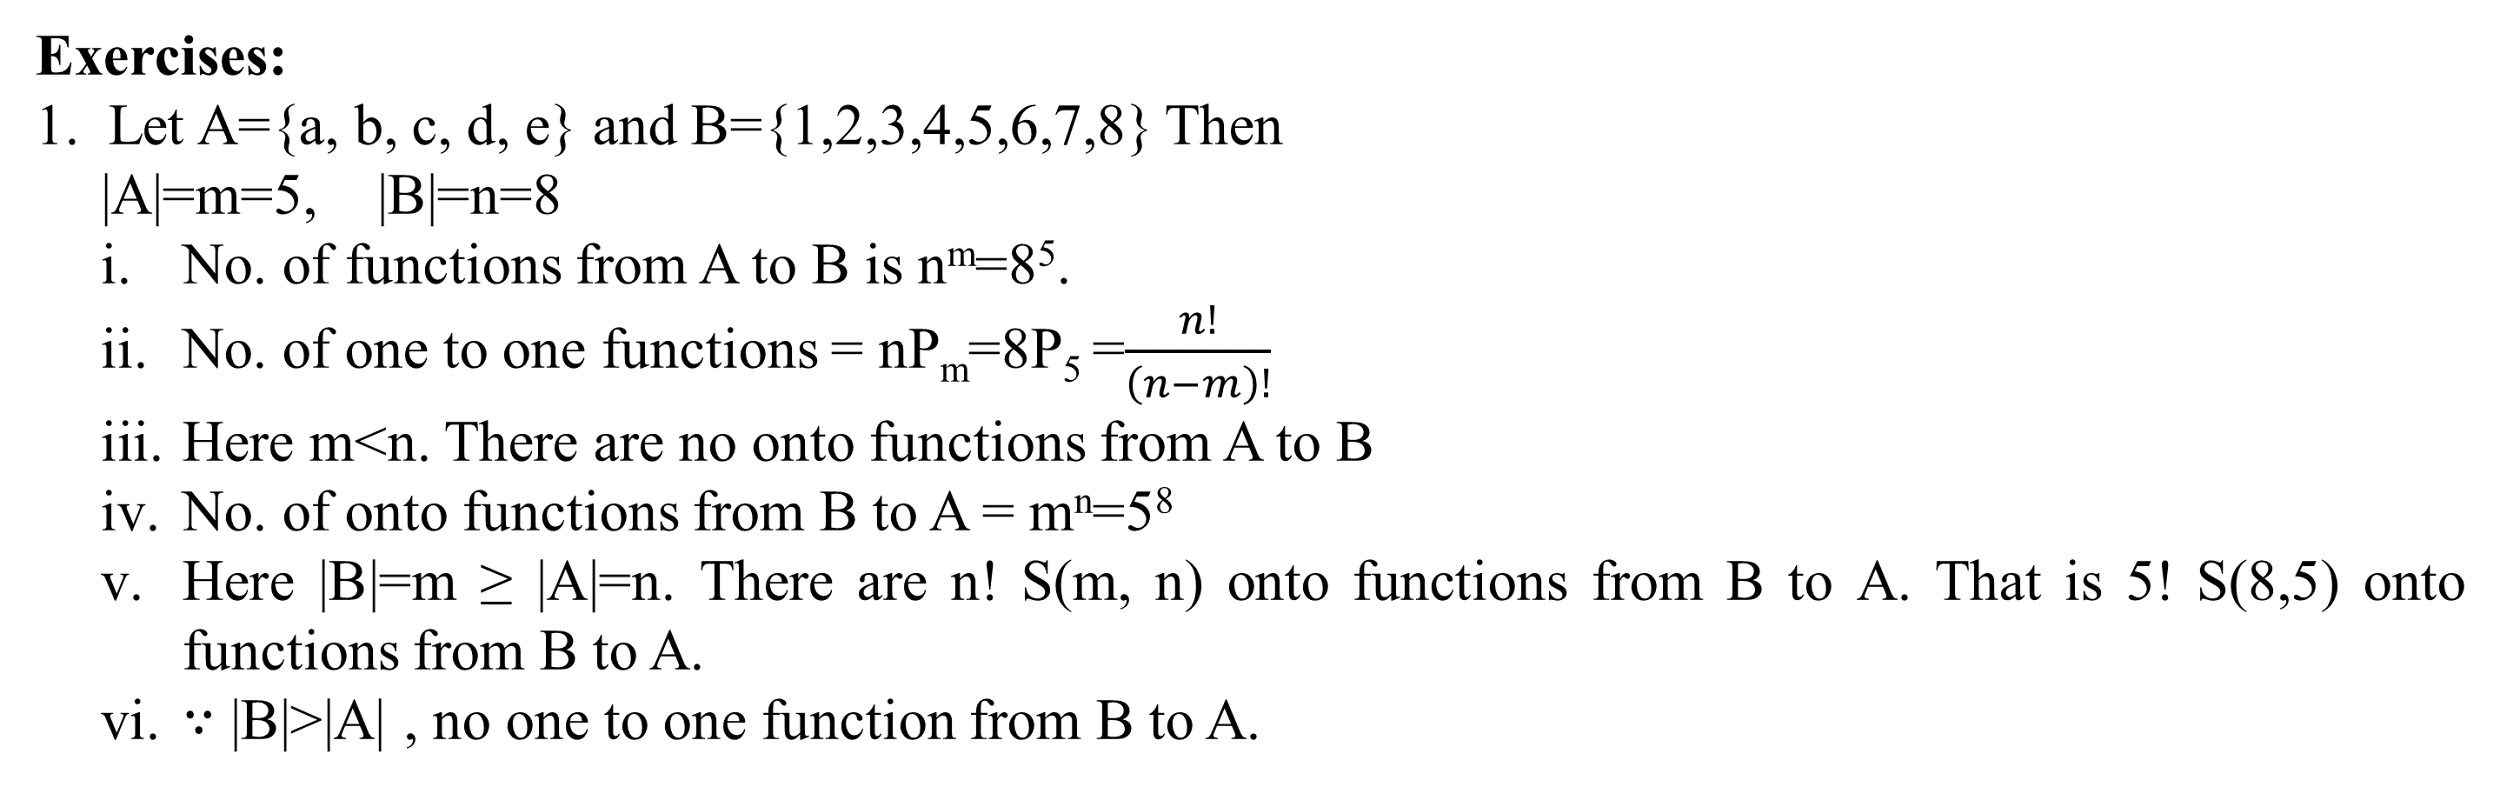 Exercises:
1. Let A={a, b, c, d, e} and B={1,2,3,4,5,6,7,8} Then
|A|=m=5, |B|=n=8
i. No. of functions from A to B is nᵐ=8⁵.
ii. No. of one to one functions = nPₘ=8P₅ =n!/(n−m)!
iii. Here m<n. There are no onto functions from A to B
iv. No. of onto functions from B to A = mⁿ=5⁸
v. Here |B|=m ≥ |A|=n. There are n! S(m, n) onto functions from B to A. That is 5! S(8,5) onto
functions from B to A.
vi. ∵ |B|>|A| , no one to one function from B to A.